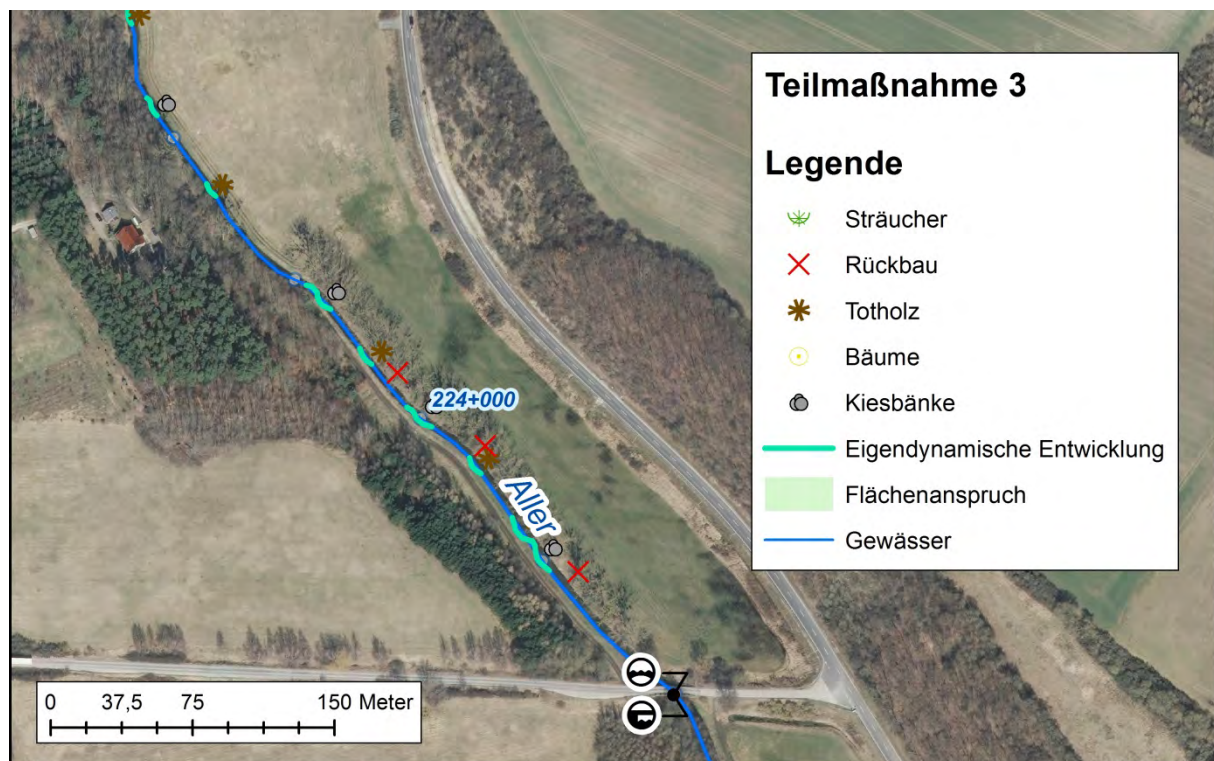 Teilmaßnahme 3
Legende
Sträucher
Rückbau
Totholz
Bäume
Kiesbänke
Eigendynamische Entwicklung
Flächenanspruch
Gewässer
224+000
Aller
0 37,5 75 150 Meter